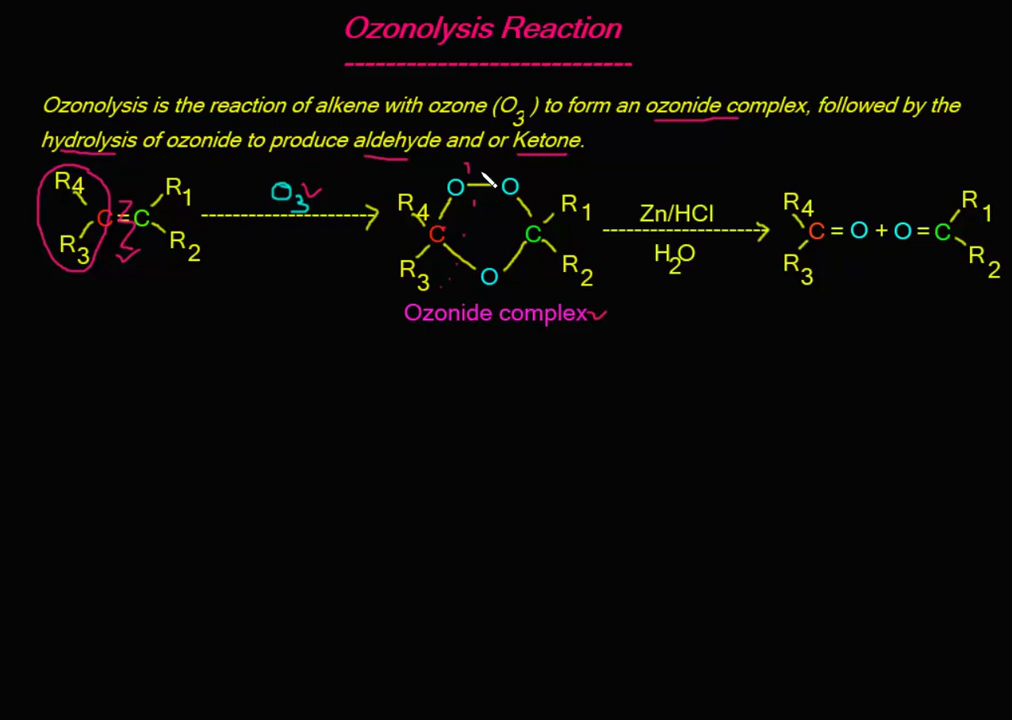 Ozonolysis Reaction
Ozonolysis is the reaction of alkene with ozone (O3 ) to form an ozonide complex, followed by the
hydrolysis of ozonide to produce aldehyde and or Ketone.
R4 R1 O3 O O R4 R1 Zn/HCl R4 R1
C = C C C C = O + O = C
R3 R2 R3 O R2 H2O R3 R2
Ozonide complex